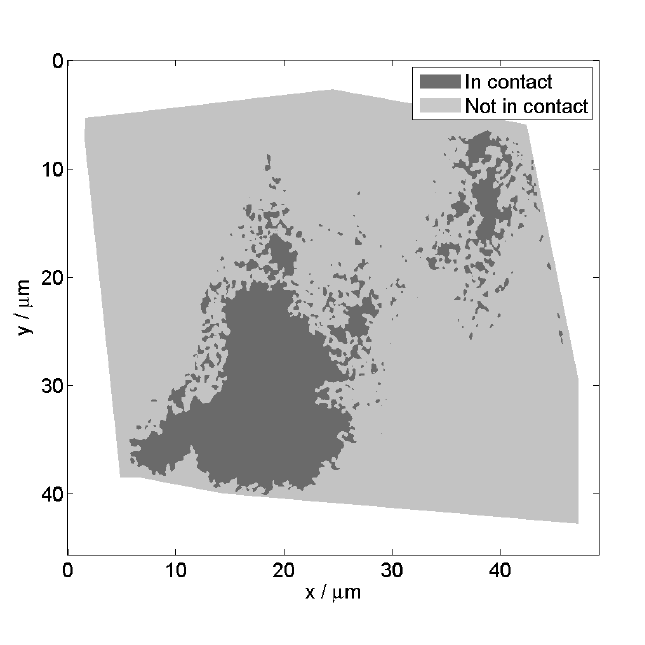 0
In contact
Not in contact
10
20
y / μm
30
40
0 10 20 30 40
x / μm